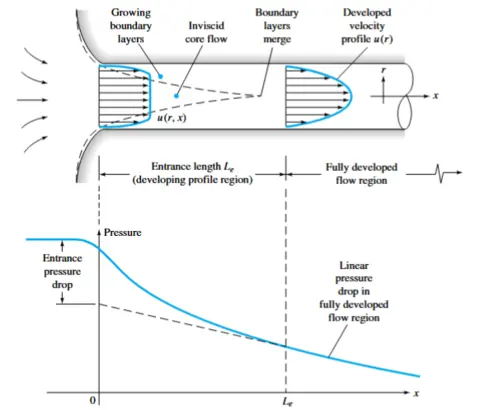 Growing
boundary
layers
Inviscid
core flow
Boundary
layers
merge
Developed
velocity
profile u(r)
r
x
u(r, x)
Entrance length Le
(developing profile region)
Fully developed
flow region
Pressure
Entrance
pressure
drop
Linear
pressure
drop in
fully developed
flow region
0
Le
x